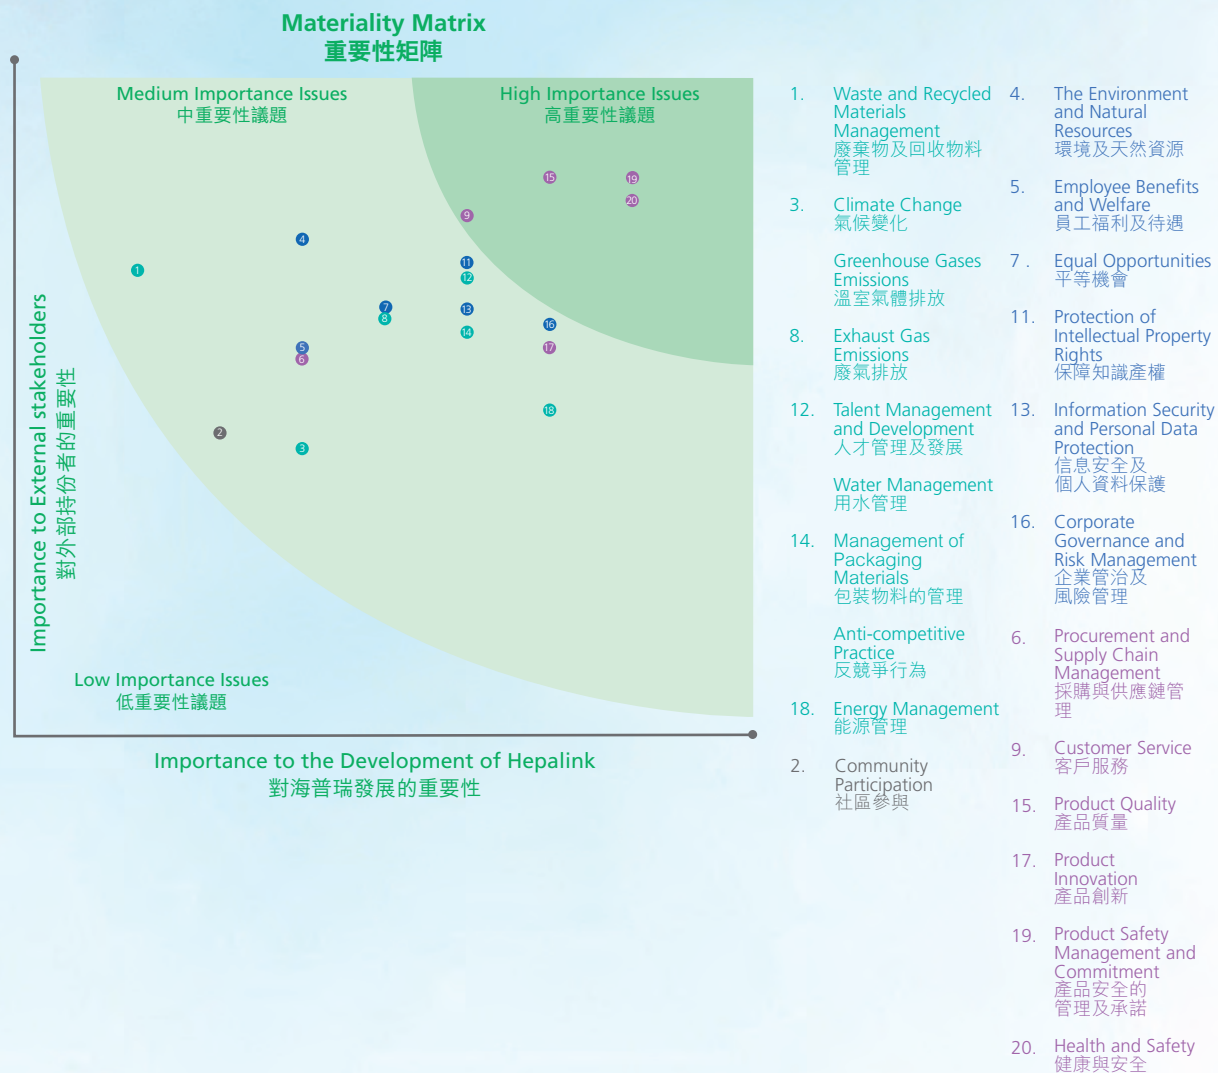 Materiality Matrix
重要性矩陣
Medium Importance Issues
中重要性議題
High Importance Issues
高重要性議題
15
19
20
9
4
11
1
12
7
13
8
16
14
5
17
6
18
2
3
Importance to External stakeholders
對外部持份者的重要性
Low Importance Issues
低重要性議題
Importance to the Development of Hepalink
對海普瑞發展的重要性
1. Waste and Recycled
Materials
Management
廢棄物及回收物料
管理
3. Climate Change
氣候變化
Greenhouse Gases
Emissions
溫室氣體排放
8. Exhaust Gas
Emissions
廢氣排放
12. Talent Management
and Development
人才管理及發展
Water Management
用水管理
14. Management of
Packaging
Materials
包裝物料的管理
Anti-competitive
Practice
反競爭行為
18. Energy Management
能源管理
2. Community
Participation
社區參與
4. The Environment
and Natural
Resources
環境及天然資源
5. Employee Benefits
and Welfare
員工福利及待遇
7 . Equal Opportunities
平等機會
11. Protection of
Intellectual Property
Rights
保障知識產權
13. Information Security
and Personal Data
Protection
信息安全及
個人資料保護
16. Corporate
Governance and
Risk Management
企業管治及
風險管理
6. Procurement and
Supply Chain
Management
採購與供應鏈管
理
9. Customer Service
客戶服務
15. Product Quality
產品質量
17. Product
Innovation
產品創新
19. Product Safety
Management and
Commitment
產品安全的
管理及承諾
20. Health and Safety
健康與安全